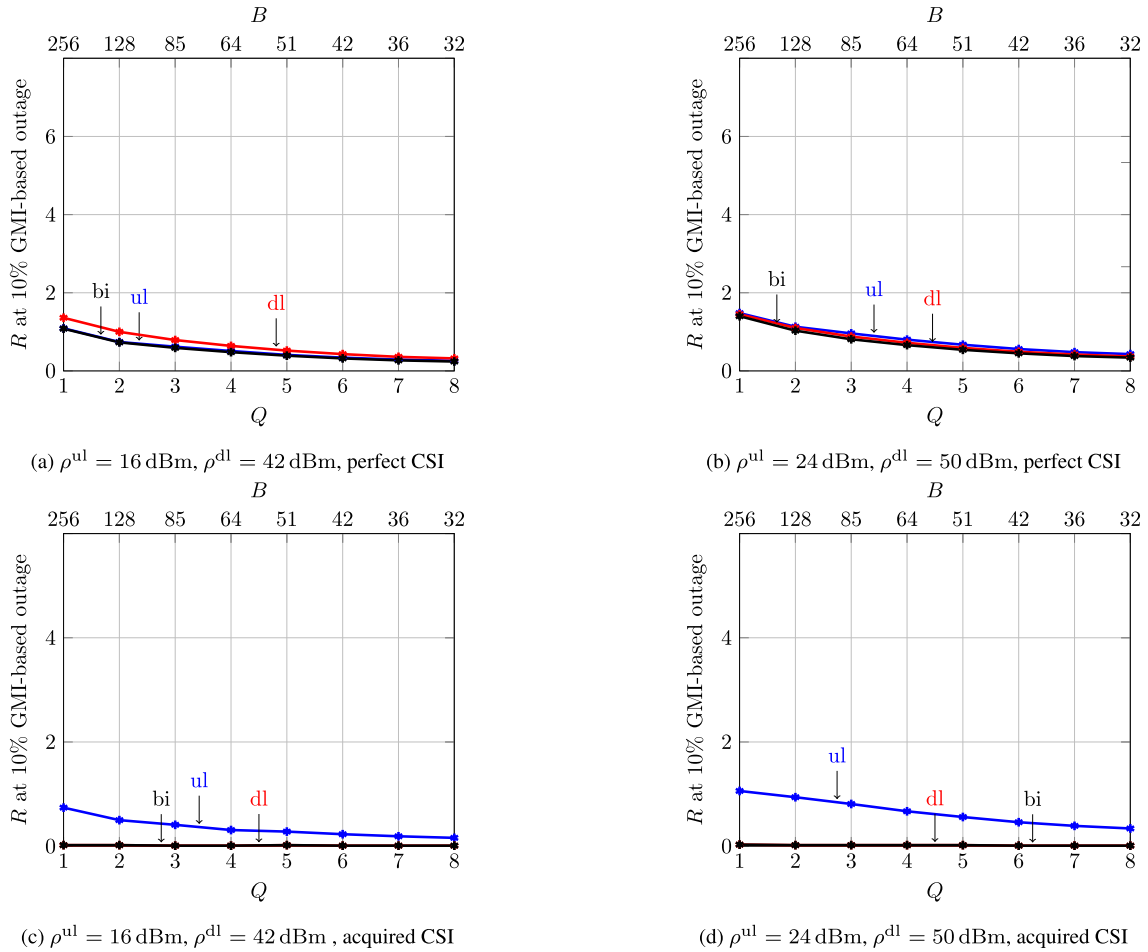 B
256 128 85 64 51 42 36 32
R at 10% GMI-based outage
6
4
2
0
bi
ul
dl
1 2 3 4 5 6 7 8
Q
(a) ρ^ul = 16 dBm, ρ^dl = 42 dBm, perfect CSI
B
256 128 85 64 51 42 36 32
R at 10% GMI-based outage
6
4
2
0
bi
ul
dl
1 2 3 4 5 6 7 8
Q
(b) ρ^ul = 24 dBm, ρ^dl = 50 dBm, perfect CSI
B
256 128 85 64 51 42 36 32
R at 10% GMI-based outage
4
2
0
bi
ul
dl
1 2 3 4 5 6 7 8
Q
(c) ρ^ul = 16 dBm, ρ^dl = 42 dBm , acquired CSI
B
256 128 85 64 51 42 36 32
R at 10% GMI-based outage
4
2
0
ul
dl
bi
1 2 3 4 5 6 7 8
Q
(d) ρ^ul = 24 dBm, ρ^dl = 50 dBm, acquired CSI